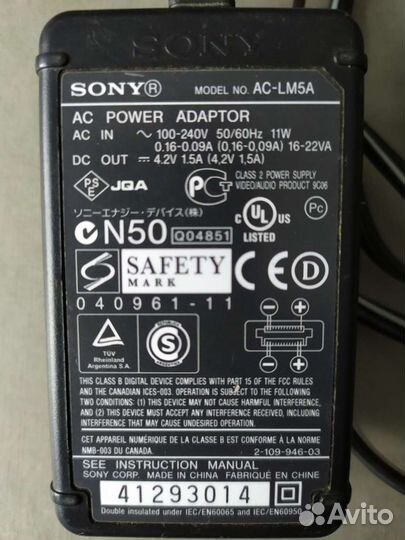 SONY
SONY® MODEL NO. AC-LM5A
AC POWER ADAPTOR
AC IN ~ 100-240V 50/60Hz 11W
0.16-0.09A (0,16-0,09A) 16-22VA
DC OUT ⎓ 4.2V 1.5A (4,2V 1,5A)
PSE JQA
CLASS 2 POWER SUPPLY
VIDEO/AUDIO PRODUCT 9C06
ソニーエナジー・デバイス(株)
N50 Q04851
c UL US
LISTED
Pc
S SAFETY
MARK
CE D
040961-11
TÜV
Rheinland
Argentina S.A.
S
THIS CLASS B DIGITAL DEVICE COMPLIES WITH PART 15 OF THE FCC RULES
AND THE CANADIAN ICES-003. OPERATION IS SUBJECT TO THE FOLLOWING
TWO CONDITIONS: (1) THIS DEVICE MAY NOT CAUSE HARMFUL INTERFERENCE,
AND (2) THIS DEVICE MUST ACCEPT ANY INTERFERENCE RECEIVED, INCLUDING
INTERFERENCE THAT MAY CAUSE UNDESIRED OPERATION.
CET APPAREIL NUMÉRIQUE DE LA CLASSE B EST CONFORME À LA NORME
NMB-003 DU CANADA. 2-109-946-03
SEE INSTRUCTION MANUAL
SONY CORP. MADE IN CHINA FABRIQUÉ EN CHINE
41293014
Double insulated under IEC/EN60065 and IEC/EN60950
Avito